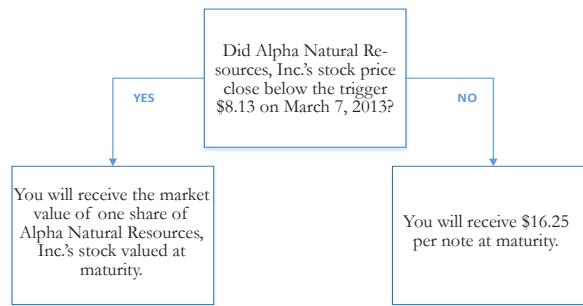 Did Alpha Natural Re-
sources, Inc.'s stock price
close below the trigger
$8.13 on March 7, 2013?
YES
NO
You will receive the market
value of one share of
Alpha Natural Resources,
Inc.'s stock valued at
maturity.
You will receive $16.25
per note at maturity.